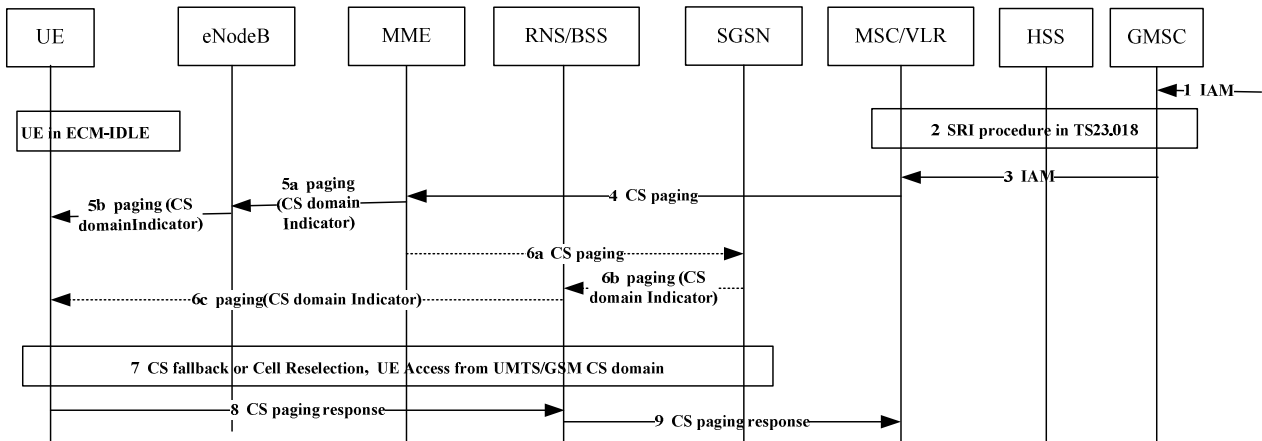 UE
eNodeB
MME
RNS/BSS
SGSN
MSC/VLR
HSS
GMSC
1 IAM
UE in ECM-IDLE
2 SRI procedure in TS23.018
3 IAM
4 CS paging
5a paging
(CS domain
Indicator)
5b paging (CS
domainIndicator)
6a CS paging
6b paging (CS
domain Indicator)
6c paging(CS domain Indicator)
7 CS fallback or Cell Reselection, UE Access from UMTS/GSM CS domain
8 CS paging response
9 CS paging response